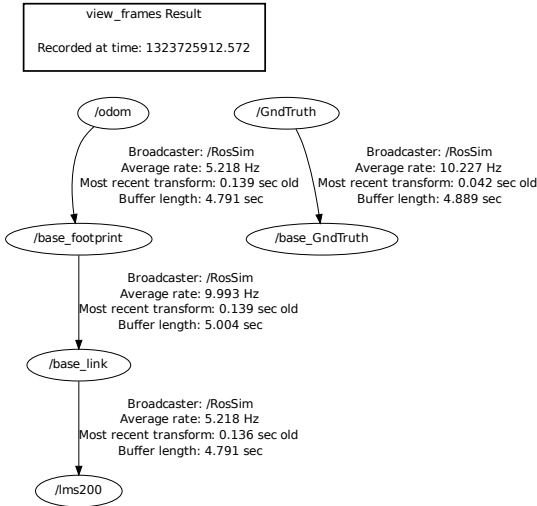 view_frames Result
Recorded at time: 1323725912.572
/odom
/GndTruth
Broadcaster: /RosSim
Average rate: 5.218 Hz
Most recent transform: 0.139 sec old
Buffer length: 4.791 sec
Broadcaster: /RosSim
Average rate: 10.227 Hz
Most recent transform: 0.042 sec old
Buffer length: 4.889 sec
/base_footprint
/base_GndTruth
Broadcaster: /RosSim
Average rate: 9.993 Hz
Most recent transform: 0.139 sec old
Buffer length: 5.004 sec
/base_link
Broadcaster: /RosSim
Average rate: 5.218 Hz
Most recent transform: 0.136 sec old
Buffer length: 4.791 sec
/lms200